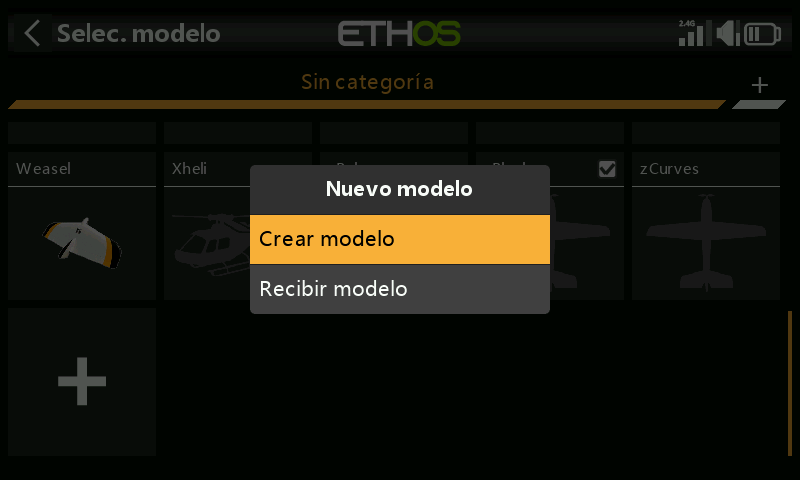 Selec. modelo
ETHOS
2.4G
Sin categoría
Weasel
Xheli
zCurves
Nuevo modelo
Crear modelo
Recibir modelo